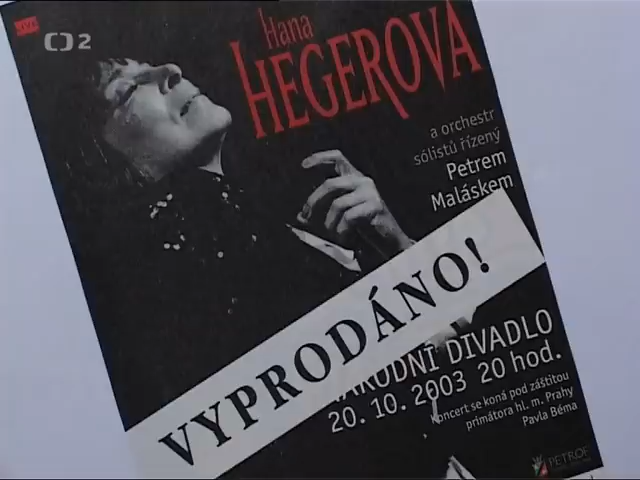 2
Hana
HEGEROVÁ
a orchestr
sólistů řízený
Petrem
Maláskem
VYPRODÁNO!
NÁRODNÍ DIVADLO
20. 10. 2003 20 hod.
Koncert se koná pod záštitou
primátora hl. m. Prahy
Pavla Béma
PETROF